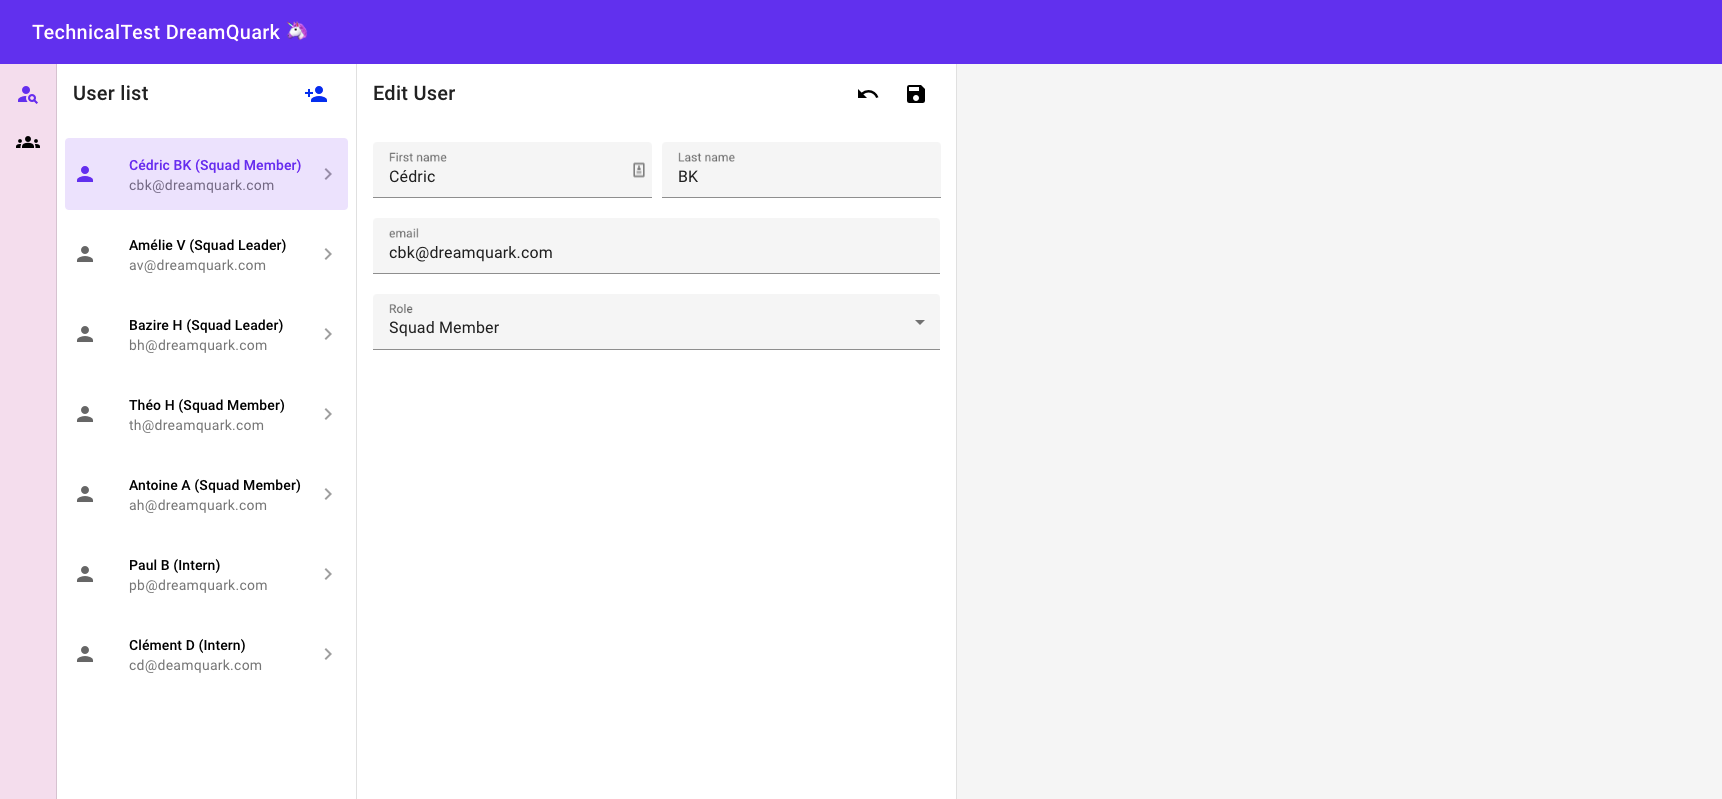 TechnicalTest DreamQuark 🦄
User list
Cédric BK (Squad Member)
cbk@dreamquark.com
Amélie V (Squad Leader)
av@dreamquark.com
Bazire H (Squad Leader)
bh@dreamquark.com
Théo H (Squad Member)
th@dreamquark.com
Antoine A (Squad Member)
ah@dreamquark.com
Paul B (Intern)
pb@dreamquark.com
Clément D (Intern)
cd@deamquark.com
Edit User
First name
Cédric
Last name
BK
email
cbk@dreamquark.com
Role
Squad Member